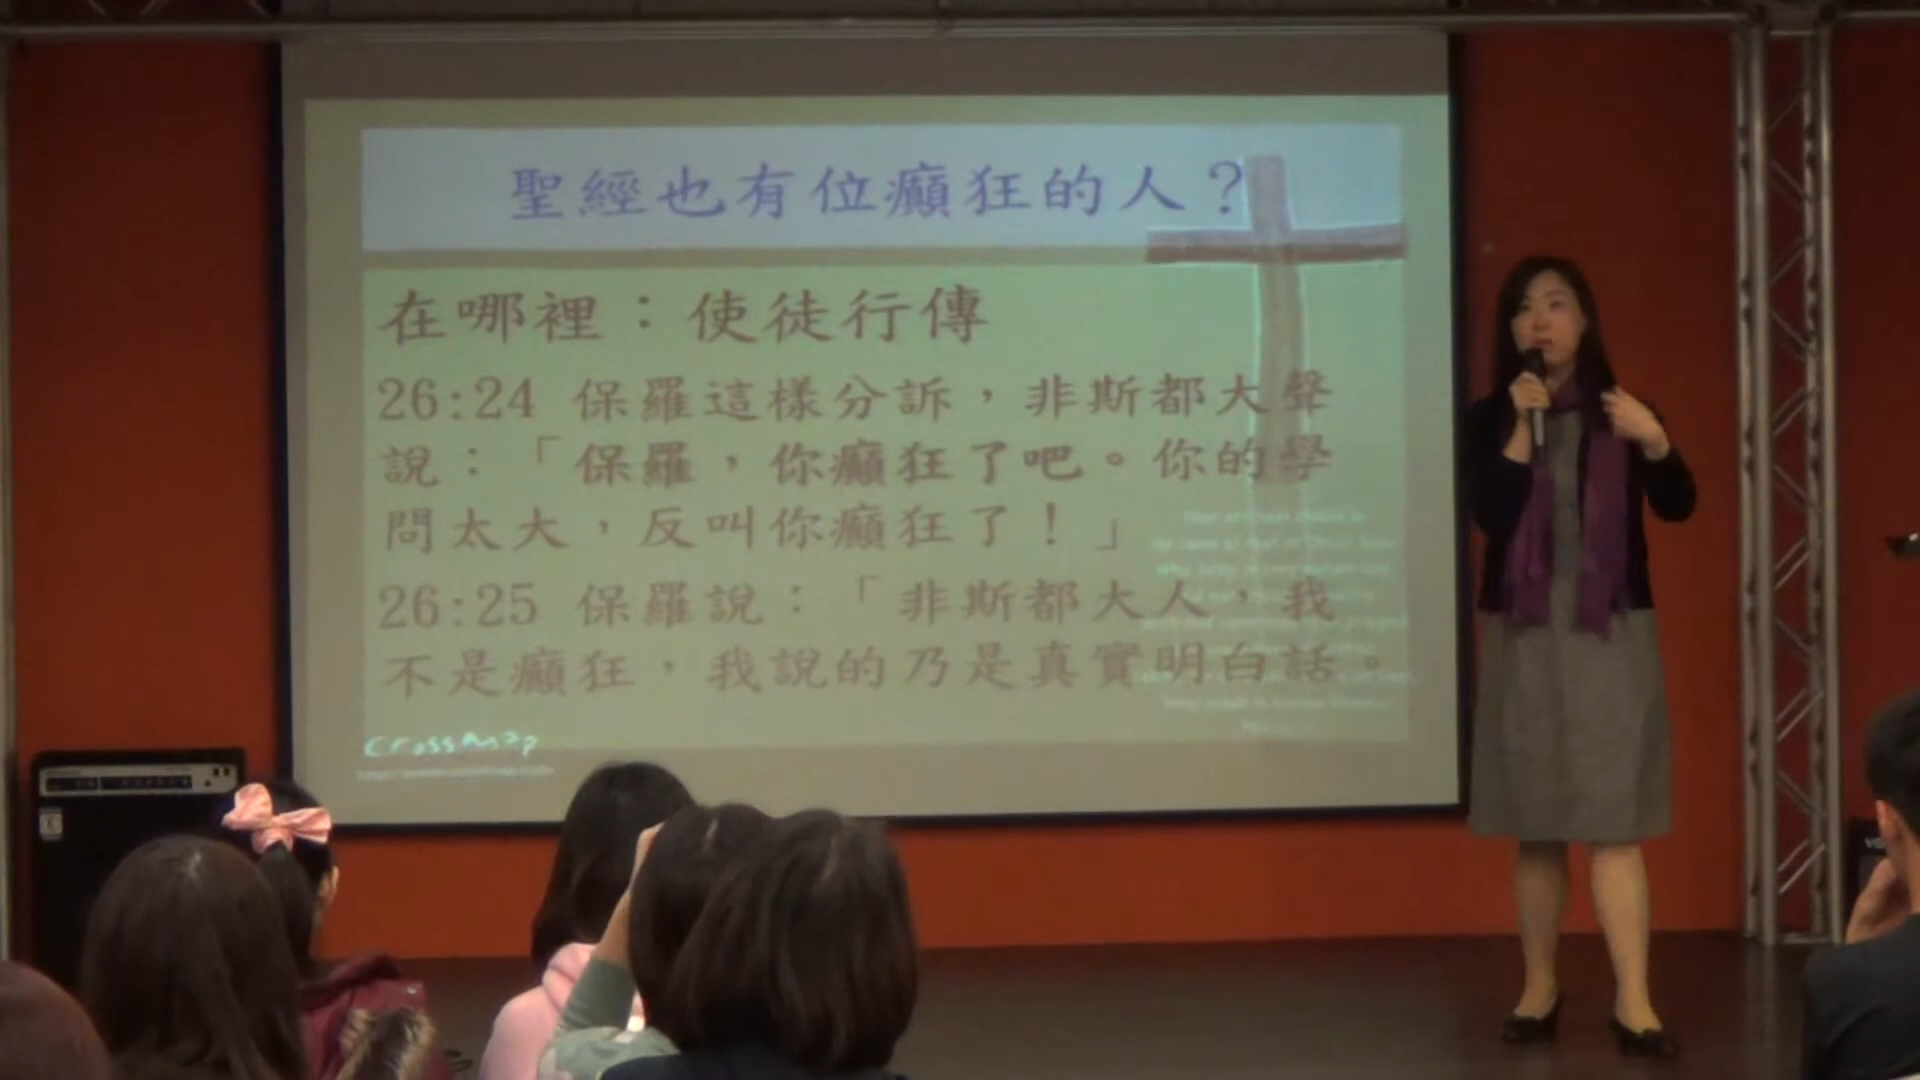 聖經也有位癲狂的人？
在哪裡：使徒行傳
26:24 保羅這樣分訴，非斯都大聲
說：「保羅，你癲狂了吧。你的學
問太大，反叫你癲狂了！」
26:25 保羅說：「非斯都大人，我
不是癲狂，我說的乃是真實明白話。
CrossMap